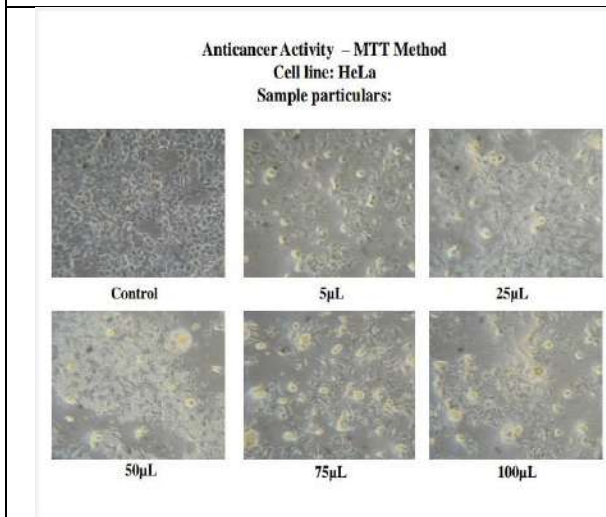 Anticancer Activity – MTT Method
Cell line: HeLa
Sample particulars:
Control
5µL
25µL
50µL
75µL
100µL